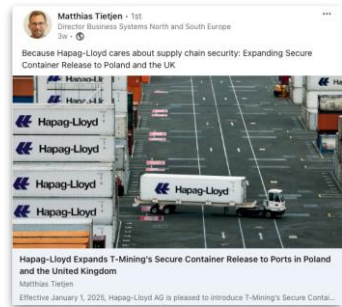 Matthias Tietjen • 1st
Director Business Systems North and South Europe
3w •
Because Hapag-Lloyd cares about supply chain security: Expanding Secure
Container Release to Poland and the UK
Hapag-Lloyd
Hapag-Lloyd
Hapag-Lloyd
Hapag-Lloyd
Hapag-Lloyd
Hapag-Lloyd
Hapag-Lloyd Expands T-Mining's Secure Container Release to Ports in Poland
and the United Kingdom
Matthias Tietjen
Effective January 1, 2025, Hapag-Lloyd AG is pleased to introduce T-Mining's Secure Contai...